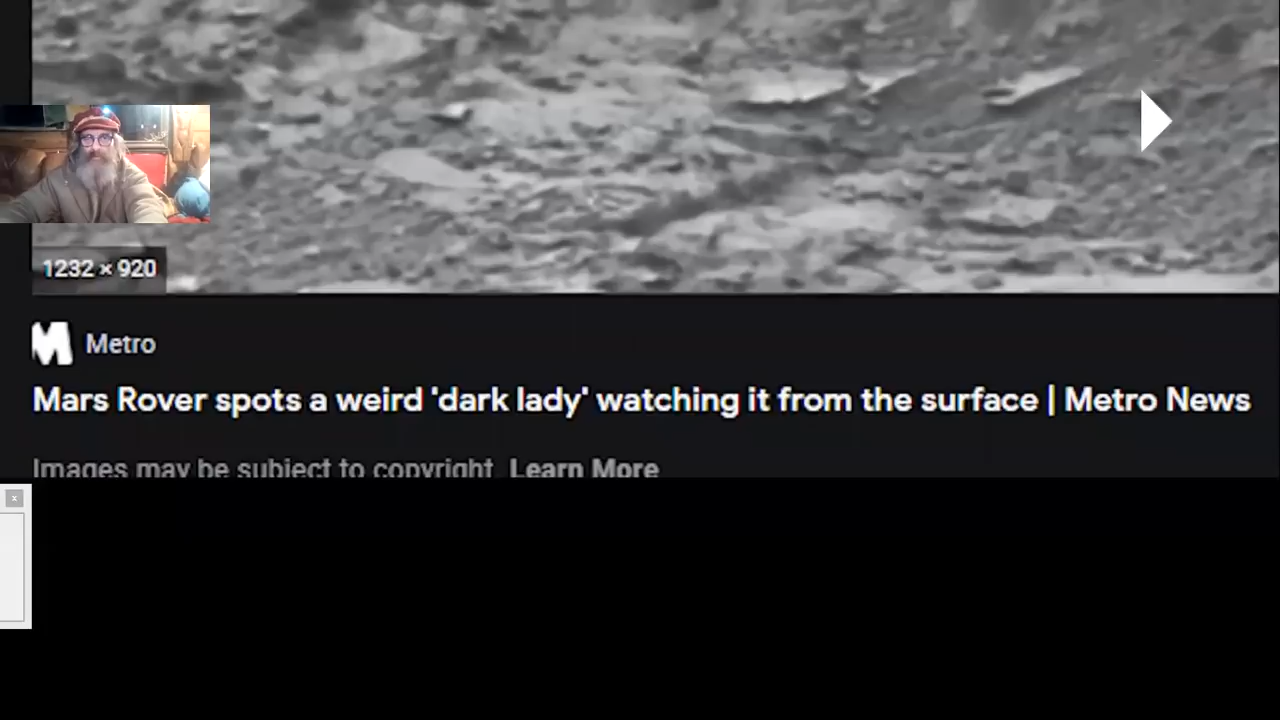 1232 × 920
Metro
Mars Rover spots a weird 'dark lady' watching it from the surface | Metro News
Images may be subject to copyright. Learn More
x